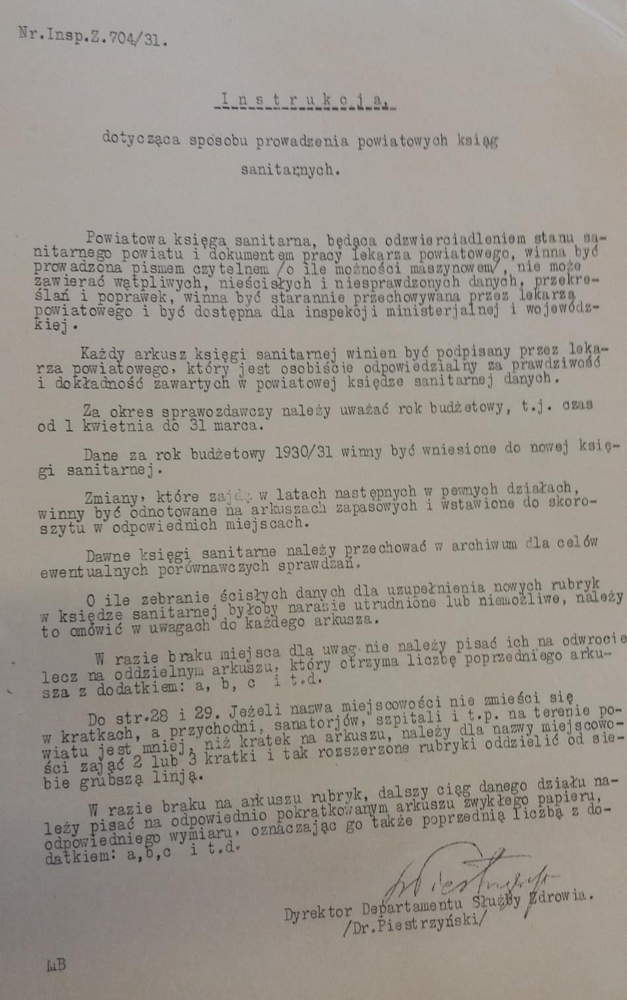 Nr.Insp.Z.704/31.
I n s t r u k c j a,
dotycząca sposobu prowadzenia powiatowych ksiąg
sanitarnych.
Powiatowa księga sanitarna, będąca odzwierciadleniem stanu sa-
nitarnego powiatu i dokumentem pracy lekarza powiatowego, winna być
prowadzona pismem czytelnem /o ile możności maszynowem/, nie może
zawierać wątpliwych, nieścisłych i niesprawdzonych danych, przekre-
ślań i poprawek, winna być starannie przechowywana przez lekarza
powiatowego i być dostępna dla inspekcji ministerjalnej i wojewódz-
kiej.
Każdy arkusz księgi sanitarnej winien być podpisany przez leka-
rza powiatowego, który jest osobiście odpowiedzialny za prawdziwość
i dokładność zawartych w powiatowej księdze sanitarnej danych.
Za okres sprawozdawczy należy uważać rok budżetowy, t.j. czas
od 1 kwietnia do 31 marca.
Dane za rok budżetowy 1930/31 winny być wniesione do nowej księ-
gi sanitarnej.
Zmiany, które zajdą w latach następnych w pewnych działach,
winny być odnotowane na arkuszach zapasowych i wstawione do skoro-
szytu w odpowiednich miejscach.
Dawne księgi sanitarne należy przechować w archiwum dla celów
ewentualnych porównawczych sprawdzań.
O ile zebranie ścisłych danych dla uzupełnienia nowych rubryk
w księdze sanitarnej byłoby narazie utrudnione lub niemożliwe, należy
to omówić w uwagach do każdego arkusza.
W razie braku miejsca dla uwag nie należy pisać ich na odwrocie
lecz na oddzielnym arkuszu, który otrzyma liczbę poprzedniego arku-
sza z dodatkiem: a, b, c i t.d.
Do str.28 i 29. Jeżeli nazwa miejscowości nie zmieści się
w kratkach, a przychodni, sanatorjów, szpitali i t.p. na terenie po-
wiatu jest mniej, niż kratek na arkuszu, należy dla nazwy miejscowo-
ści zająć 2 lub 3 kratki i tak rozszerzone rubryki oddzielić od sie-
bie grubszą linją.
W razie braku na arkuszu rubryk, dalszy ciąg danego działu na-
leży pisać na odpowiednio pokratkowanym arkuszu zwykłego papieru,
odpowiedniego wymiaru, oznaczając go także poprzednią liczbą z do-
datkiem: a,b,c i t.d.
Dyrektor Departamentu Służby Zdrowia.
/Dr.Piestrzyński/
MB